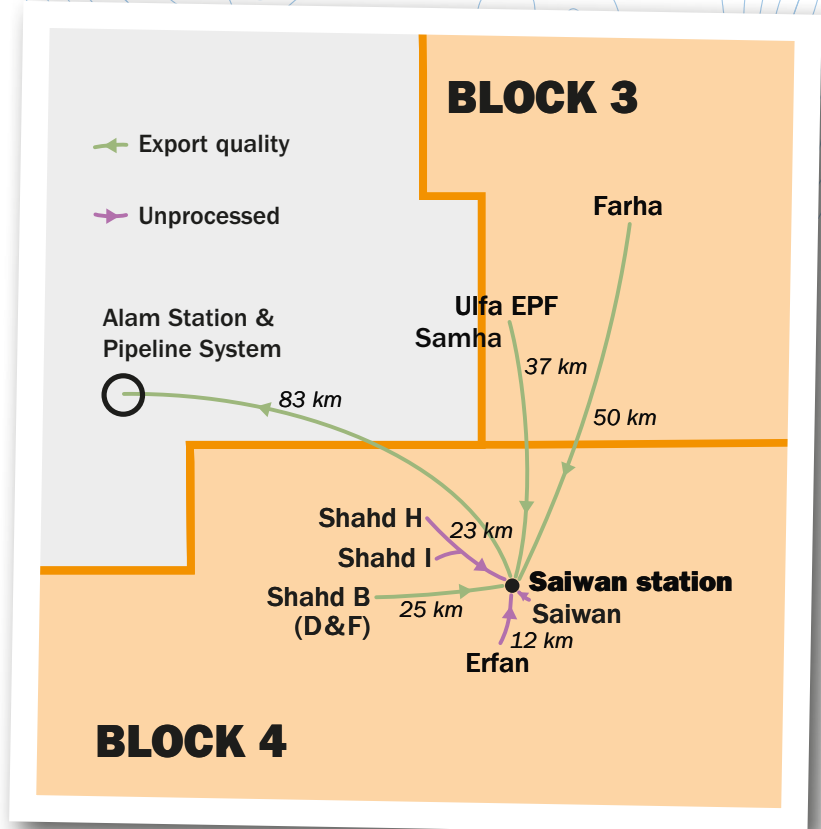 BLOCK 3
Export quality
Unprocessed
Farha
Ulfa EPF
Samha
Alam Station &
Pipeline System
37 km
83 km
50 km
Shahd H
23 km
Shahd I
Saiwan station
Shahd B
(D&F)
25 km
Saiwan
12 km
Erfan
BLOCK 4